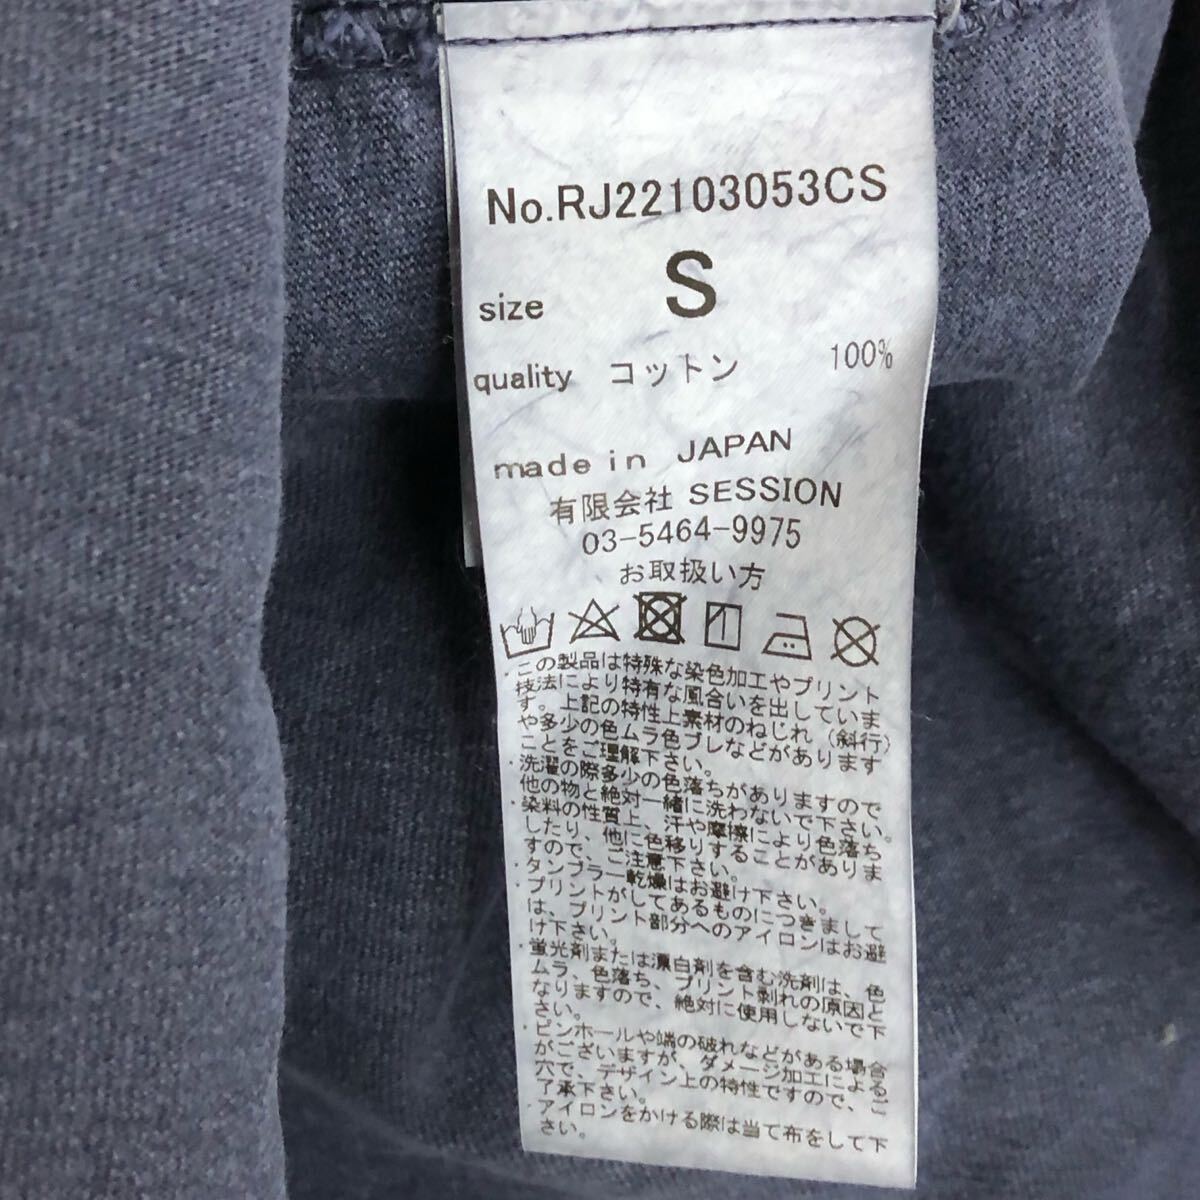 No.RJ22103053CS
size S
quality コットン 100%
made in JAPAN
有限会社 SESSION
03-5464-9975
お取扱い方
・この製品は特殊な染色加工やプリント
技法により特有な風合いを出していま
す。上記の特性上素材のねじれ（斜行）
や多少の色ムラ色ブレなどがあります
ことをご理解下さい。
・洗濯の際多少の色落ちがありますので
他の物と絶対一緒に洗わないで下さい。
・染料の性質上、汗や摩擦により色落ち
したり、他に色移りすることがありま
すので、ご注意下さい。
・タンブラー乾燥はお避け下さい。
・プリントがしてあるものにつきまして
は、プリント部分へのアイロンはお避
け下さい。
・蛍光剤または漂白剤を含む洗剤は、色
ムラ、色落ち、プリント剥れの原因と
なりますので、絶対に使用しないで下
さい。
・ピンホールや端の破れなどがある場合
がございますが、ダメージ加工による
穴で、デザイン上の特性ですので、ご
了承下さい。
・アイロンをかける際は当て布をして下
さい。